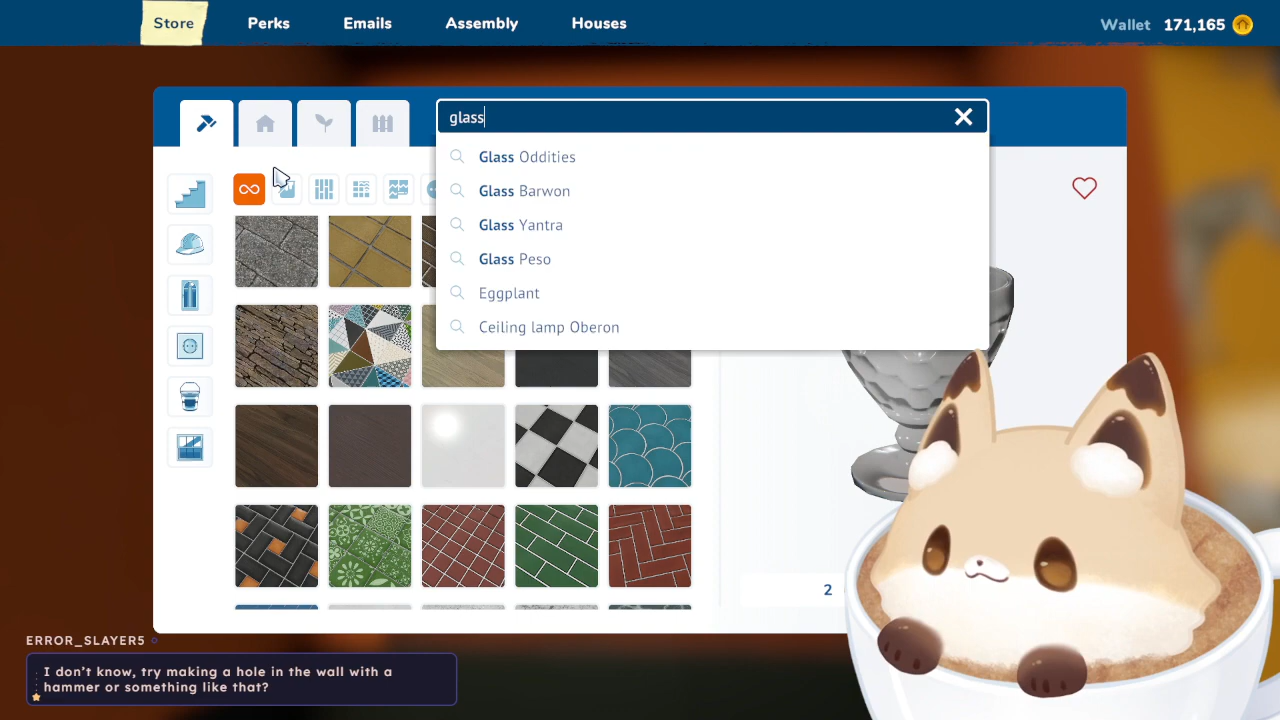 Store
Perks
Emails
Assembly
Houses
Wallet 171,165
glass
Glass Oddities
Glass Barwon
Glass Yantra
Glass Peso
Eggplant
Ceiling lamp Oberon
2
ERROR_SLAYER5
I don't know, try making a hole in the wall with a
hammer or something like that?